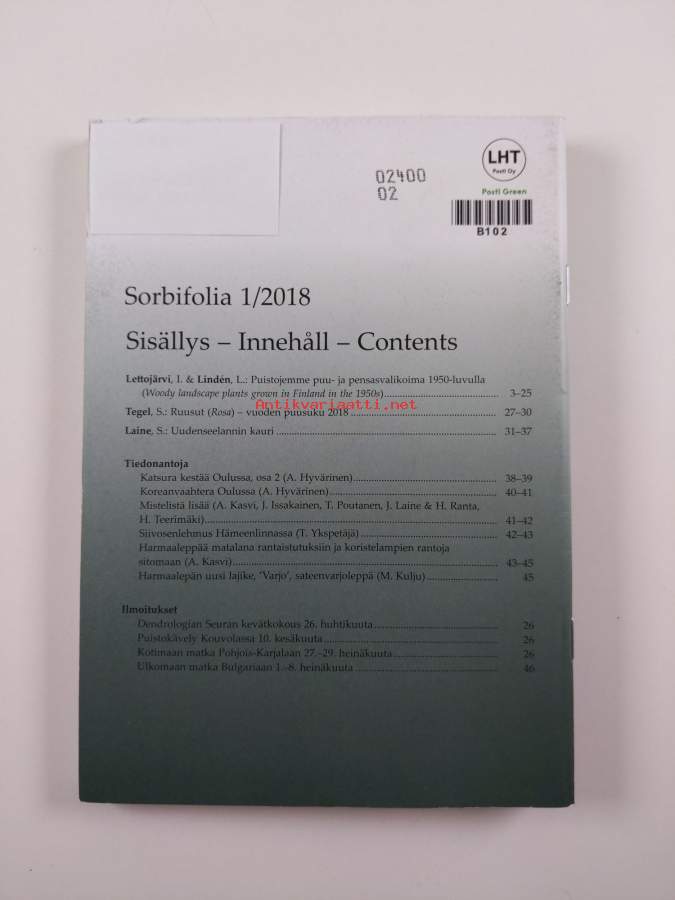 LHT
Posti Oy
02400
02
Posti Green
B102
Sorbifolia 1/2018
Sisällys – Innehåll – Contents
Lettojärvi, I. & Lindén, L.: Puistojemme puu- ja pensasvalikoima 1950-luvulla
(Woody landscape plants grown in Finland in the 1950s) 3–25
Antikvariaatti.net
Tegel, S.: Ruusut (Rosa) – vuoden puusuku 2018 27–30
Laine, S.: Uudenseelannin kauri 31–37
Tiedonantoja
Katsura kestää Oulussa, osa 2 (A. Hyvärinen) 38–39
Koreanvaahtera Oulussa (A. Hyvärinen) 40–41
Mistelistä lisää (A. Kasvi, J. Issakainen, T. Poutanen, J. Laine & H. Ranta,
H. Teerimäki) 41–42
Siivosenlehmus Hämeenlinnassa (T. Ykspetäjä) 42–43
Harmaaleppää matalana rantaistutuksiin ja koristelampien rantoja
sitomaan (A. Kasvi) 43–45
Harmaalepän uusi lajike, 'Varjo', sateenvarjoleppä (M. Kulju) 45
Ilmoitukset
Dendrologian Seuran kevätkokous 26. huhtikuuta 26
Puistokävely Kouvolassa 10. kesäkuuta 26
Kotimaan matka Pohjois-Karjalaan 27.–29. heinäkuuta 26
Ulkomaan matka Bulgariaan 1.–8. heinäkuuta 46